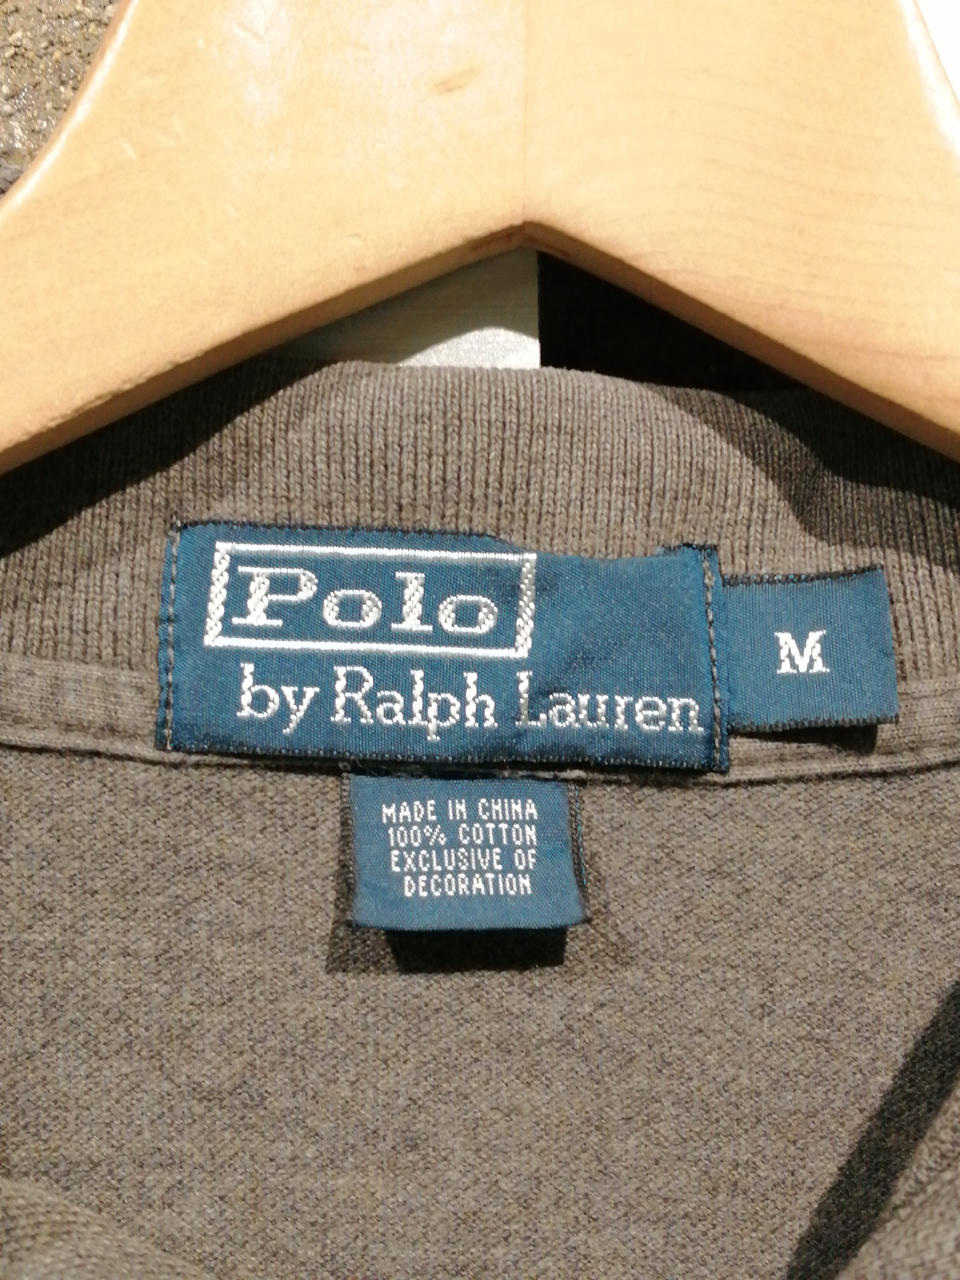 Polo
by Ralph Lauren
M
MADE IN CHINA
100% COTTON
EXCLUSIVE OF
DECORATION